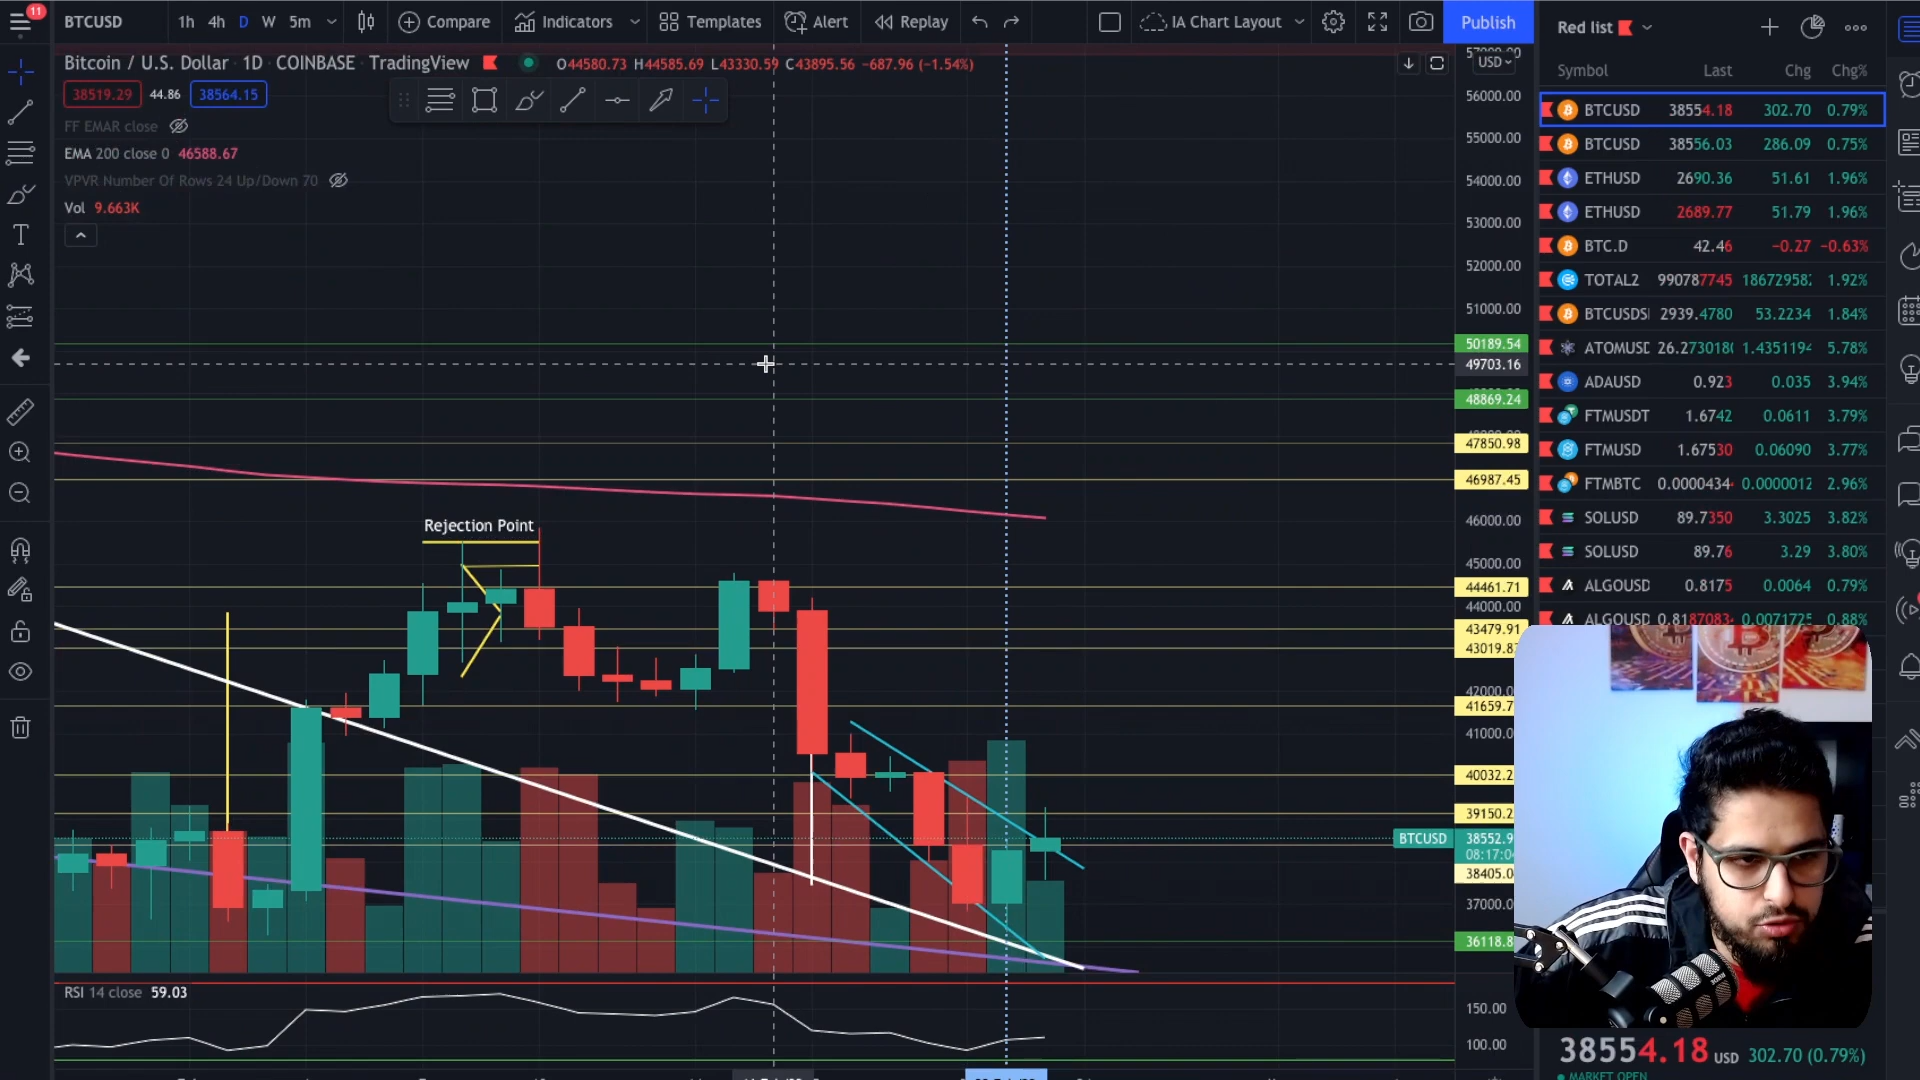 11
BTCUSD 1h 4h D W 5m Compare Indicators Templates Alert Replay IA Chart Layout Publish
Bitcoin / U.S. Dollar 1D COINBASE TradingView O44580.73 H44585.69 L43330.59 C43895.56 −687.96 (−1.54%)
38519.29 44.86 38564.15
FF EMAR close
EMA 200 close 0 46588.67
VPVR Number Of Rows 24 Up/Down 70
Vol 9.663K
Rejection Point
57000.00
USD
56000.00
55000.00
54000.00
53000.00
52000.00
51000.00
50189.54
49703.16
48869.24
47850.98
46987.45
46000.00
45000.00
44461.71
44000.00
43479.91
43019.8
42000.00
41659.7
41000.00
40032.2
39150.2
BTCUSD 38552.9
08:17:0
38405.0
37000.0
36118.8
RSI 14 close 59.03
150.00
100.00
Red list
Symbol Last Chg Chg%
BTCUSD 38554.18 302.70 0.79%
BTCUSD 38556.03 286.09 0.75%
ETHUSD 2690.36 51.61 1.96%
ETHUSD 2689.77 51.79 1.96%
BTC.D 42.46 −0.27 −0.63%
TOTAL2 990787745 18672958 1.92%
BTCUSDS 2939.4780 53.2234 1.84%
ATOMUSD 26.273018 1.435119 5.78%
ADAUSD 0.923 0.035 3.94%
FTMUSDT 1.6742 0.0611 3.79%
FTMUSD 1.67530 0.06090 3.77%
FTMBTC 0.0000434 0.0000012 2.96%
SOLUSD 89.7350 3.3025 3.82%
SOLUSD 89.76 3.29 3.80%
ALGOUSD 0.8175 0.0064 0.79%
ALGOUSD 0.8187083 0.0071725 0.88%
38554.18 USD 302.70 (0.79%)
MARKET OPEN